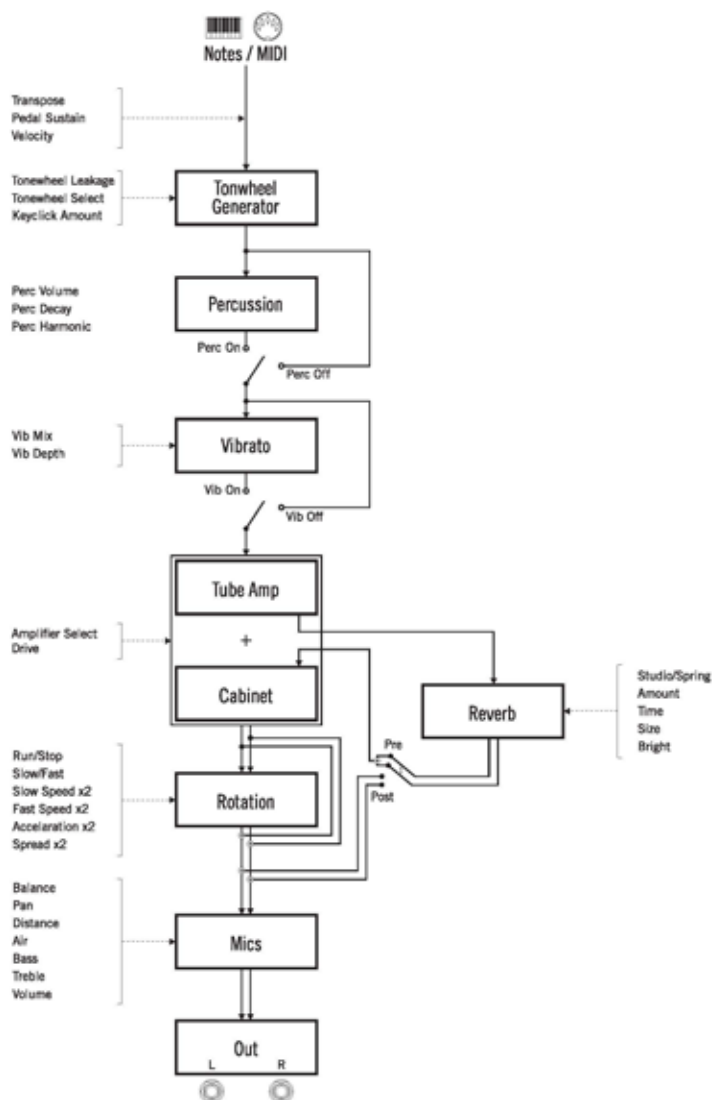 Notes / MIDI
Transpose
Pedal Sustain
Velocity
Tonewheel Leakage
Tonewheel Select
Keyclick Amount
Tonwheel
Generator
Perc Volume
Perc Decay
Perc Harmonic
Percussion
Perc On
Perc Off
Vib Mix
Vib Depth
Vibrato
Vib On
Vib Off
Tube Amp
+
Cabinet
Amplifier Select
Drive
Reverb
Studio/Spring
Amount
Time
Size
Bright
Pre
Post
Run/Stop
Slow/Fast
Slow Speed x2
Fast Speed x2
Accelaration x2
Spread x2
Rotation
Balance
Pan
Distance
Air
Bass
Treble
Volume
Mics
Out
L R